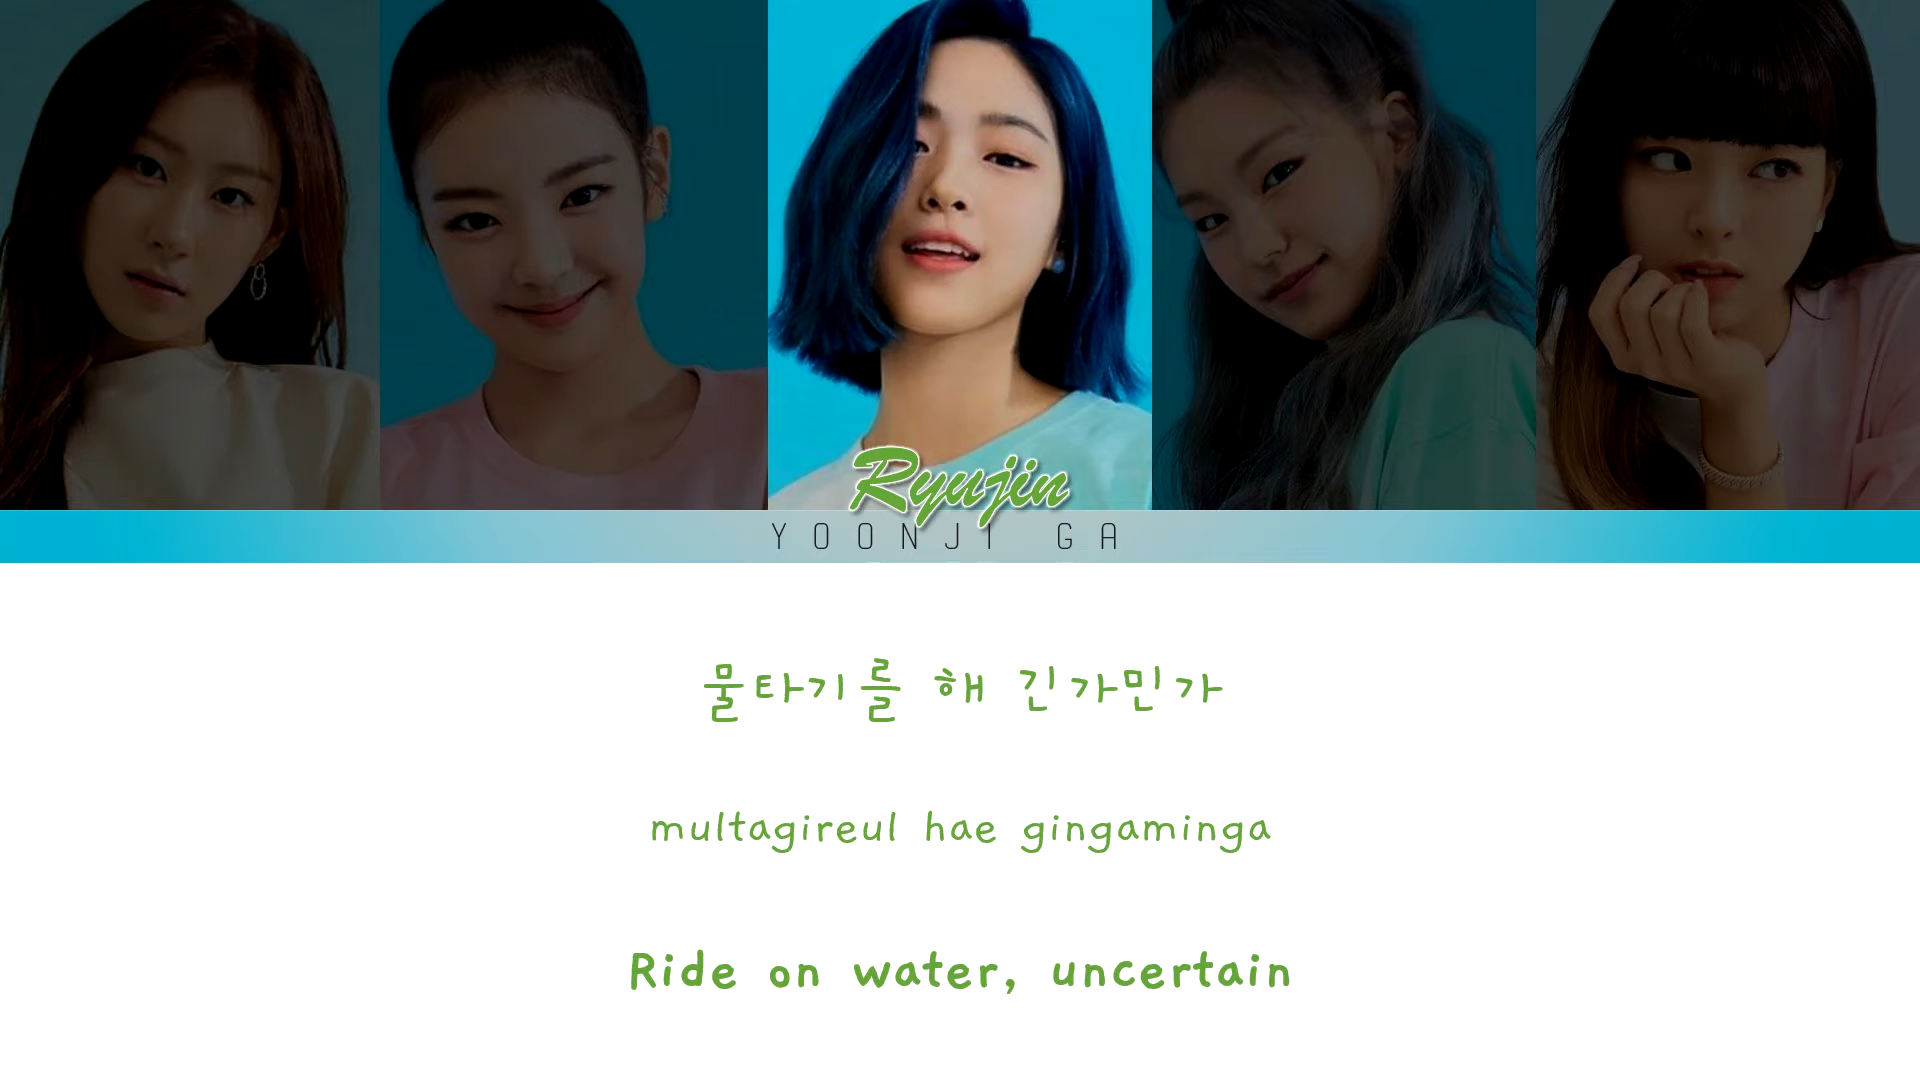 Ryujin
YOONJI GA
물타기를 해 긴가민가
multagireul hae gingaminga
Ride on water, uncertain